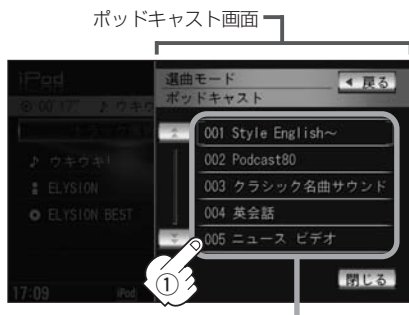 ポッドキャスト画面
iPod
選曲モード
ポッドキャスト
戻る
00'17" ♪ウキウ
001 Style English～
002 Podcast80
003 クラシック名曲サウンド
004 英会話
005 ニュース ビデオ
♪ ウキウキ!
ELYSION
ELYSION BEST
①
閉じる
17:09
iPod